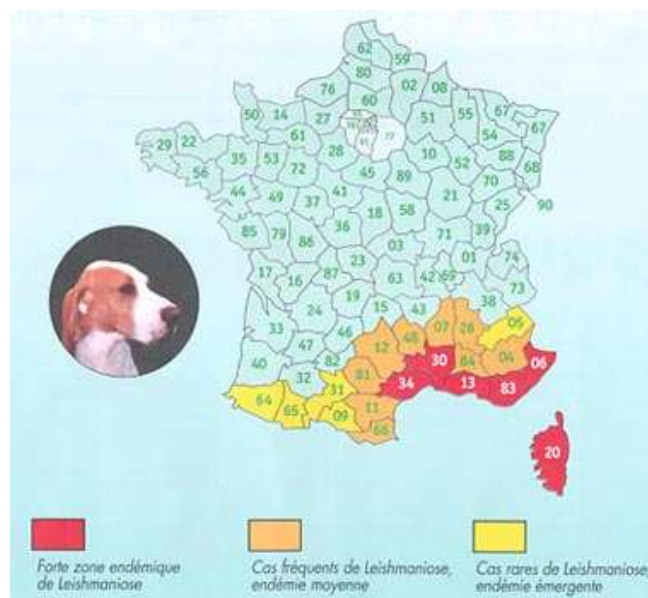 62 59
80
76 60 02 08
50 14 27 51 55 67 67
61 77 54
29 22 28 10 88
35 53 72 52 68
56 45 89 70
44 49 41 21 25 90
37 18 58
85 79 36 71 39
86 03
23 01 74
17 16 87 63 42 69 73
19 38
24 15 43
33 07 26 05
46 12 48
47 30 84 04 06
40 82 81
32 34 13 83
64 31 11
65 09
66
20
Forte zone endémique
de Leishmaniose
Cas fréquents de Leishmaniose,
endémie moyenne
Cas rares de Leishmaniose,
endémie émergente